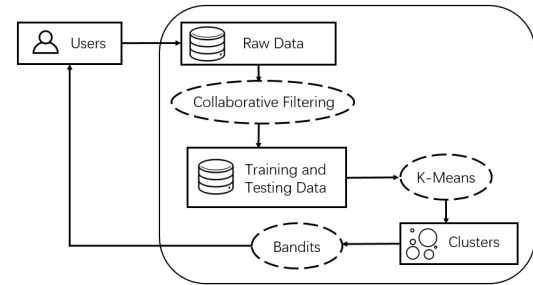 Users
Raw Data
Collaborative Filtering
Training and
Testing Data
K-Means
Clusters
Bandits